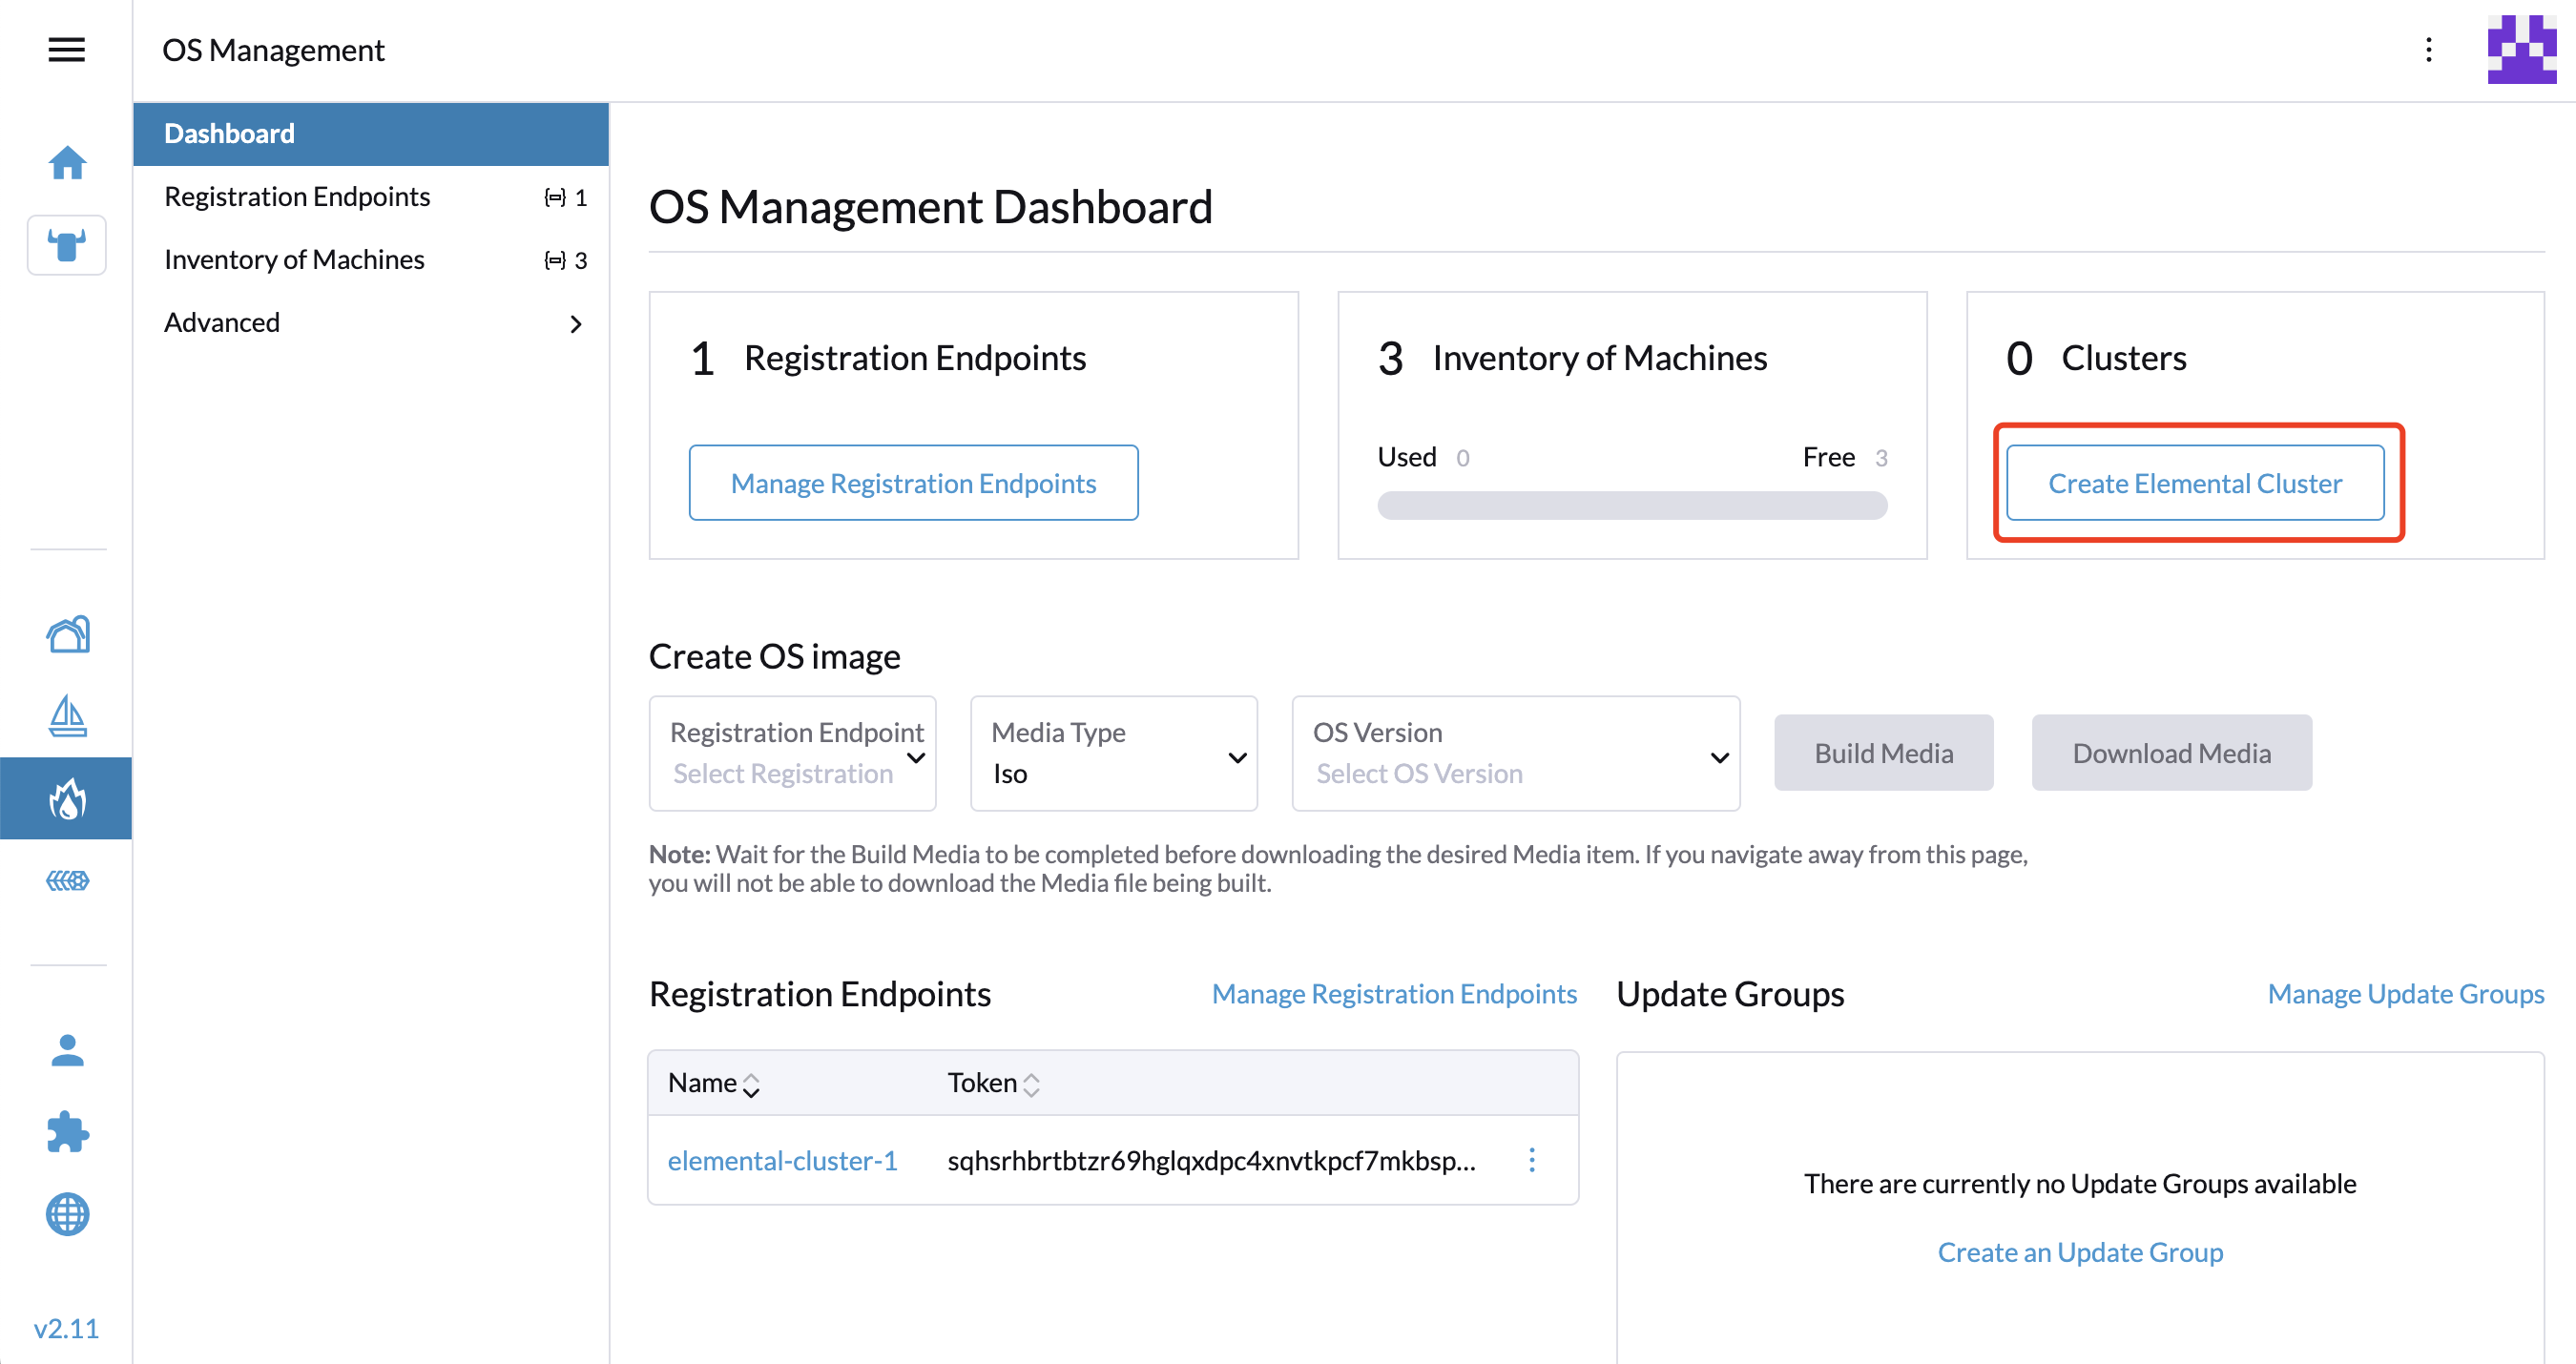 OS Management
Dashboard
Registration Endpoints 1
Inventory of Machines 3
Advanced
OS Management Dashboard
1 Registration Endpoints
Manage Registration Endpoints
3 Inventory of Machines
Used 0 Free 3
0 Clusters
Create Elemental Cluster
Create OS image
Registration Endpoint
Select Registration
Media Type
Iso
OS Version
Select OS Version
Build Media
Download Media
Note: Wait for the Build Media to be completed before downloading the desired Media item. If you navigate away from this page,
you will not be able to download the Media file being built.
Registration Endpoints Manage Registration Endpoints
Name Token
elemental-cluster-1 sqhsrhbrtbtzr69hglqxdpc4xnvtkpcf7mkbsp...
Update Groups Manage Update Groups
There are currently no Update Groups available
Create an Update Group
v2.11